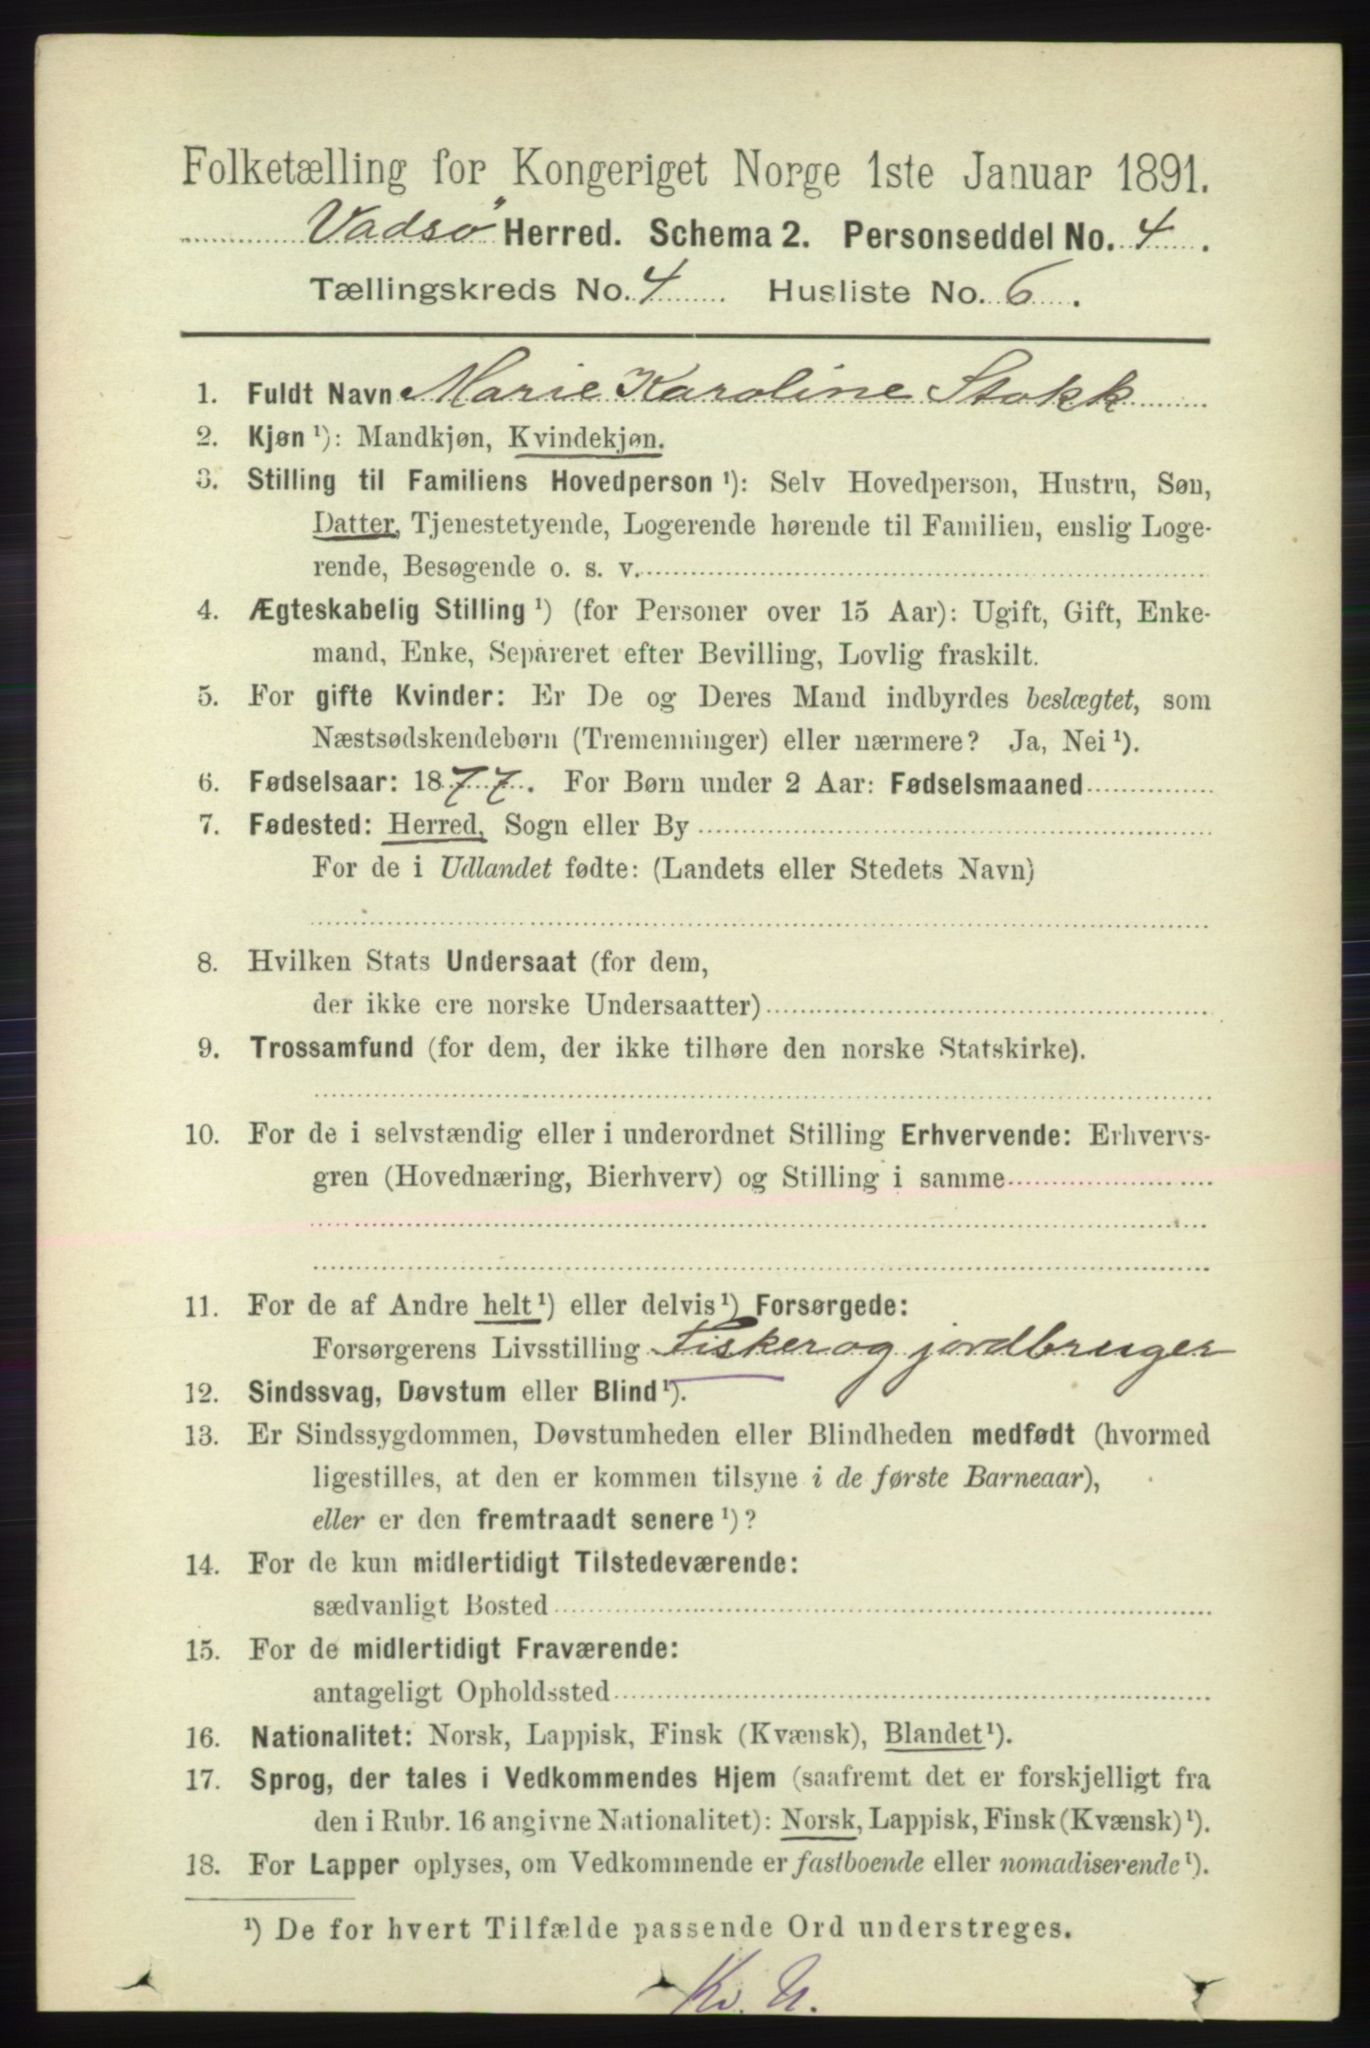 Folketælling for Kongeriget Norge 1ste Januar 1891.
Vadsø Herred. Schema 2. Personseddel No. 4.
Tællingskreds No. 4 Husliste No. 6.
1. Fuldt Navn Marie Karoline Stokk
2. Kjøn ¹): Mandkjøn, Kvindekjøn.
3. Stilling til Familiens Hovedperson ¹): Selv Hovedperson, Hustru, Søn,
Datter, Tjenestetyende, Logerende hørende til Familien, enslig Loge-
rende, Besøgende o. s. v.
4. Ægteskabelig Stilling ¹) (for Personer over 15 Aar): Ugift, Gift, Enke-
mand, Enke, Separeret efter Bevilling, Lovlig fraskilt.
5. For gifte Kvinder: Er De og Deres Mand indbyrdes beslægtet, som
Næstsødskendebørn (Tremenninger) eller nærmere? Ja, Nei ¹).
6. Fødselsaar: 1877. For Børn under 2 Aar: Fødselsmaaned
7. Fødested: Herred, Sogn eller By
For de i Udlandet fødte: (Landets eller Stedets Navn)
8. Hvilken Stats Undersaat (for dem,
der ikke ere norske Undersaatter)
9. Trossamfund (for dem, der ikke tilhøre den norske Statskirke).
10. For de i selvstændig eller i underordnet Stilling Erhvervende: Erhvervs-
gren (Hovednæring, Bierhverv) og Stilling i samme
11. For de af Andre helt ¹) eller delvis ¹) Forsørgede:
Forsørgerens Livsstilling Fisker og jordbruger
12. Sindssvag, Døvstum eller Blind ¹).
13. Er Sindssygdommen, Døvstumheden eller Blindheden medfødt (hvormed
ligestilles, at den er kommen tilsyne i de første Barneaar),
eller er den fremtraadt senere ¹)?
14. For de kun midlertidigt Tilstedeværende:
sædvanligt Bosted
15. For de midlertidigt Fraværende:
antageligt Opholdssted
16. Nationalitet: Norsk, Lappisk, Finsk (Kvænsk), Blandet ¹).
17. Sprog, der tales i Vedkommendes Hjem (saafremt det er forskjelligt fra
den i Rubr. 16 angivne Nationalitet): Norsk, Lappisk, Finsk (Kvænsk) ¹).
18. For Lapper oplyses, om Vedkommende er fastboende eller nomadiserende ¹).
¹) De for hvert Tilfælde passende Ord understreges.
Kv. N.